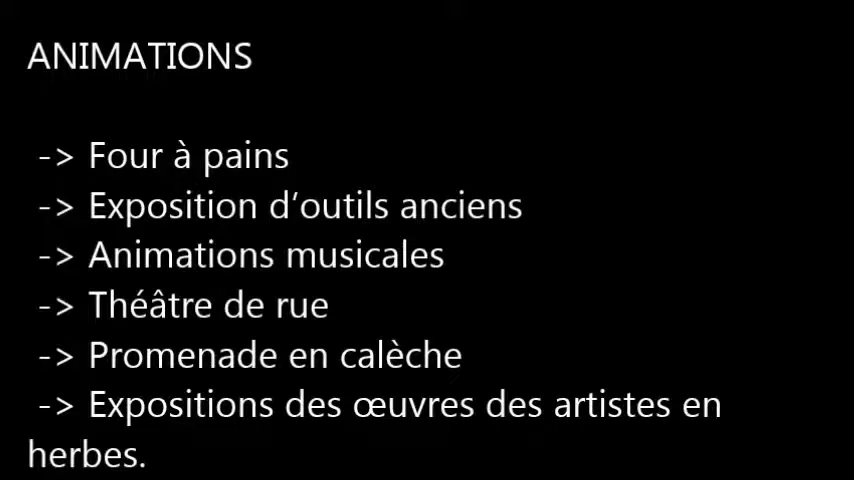 ANIMATIONS
-> Four à pains
-> Exposition d’outils anciens
-> Animations musicales
-> Théâtre de rue
-> Promenade en calèche
-> Expositions des œuvres des artistes en
herbes.